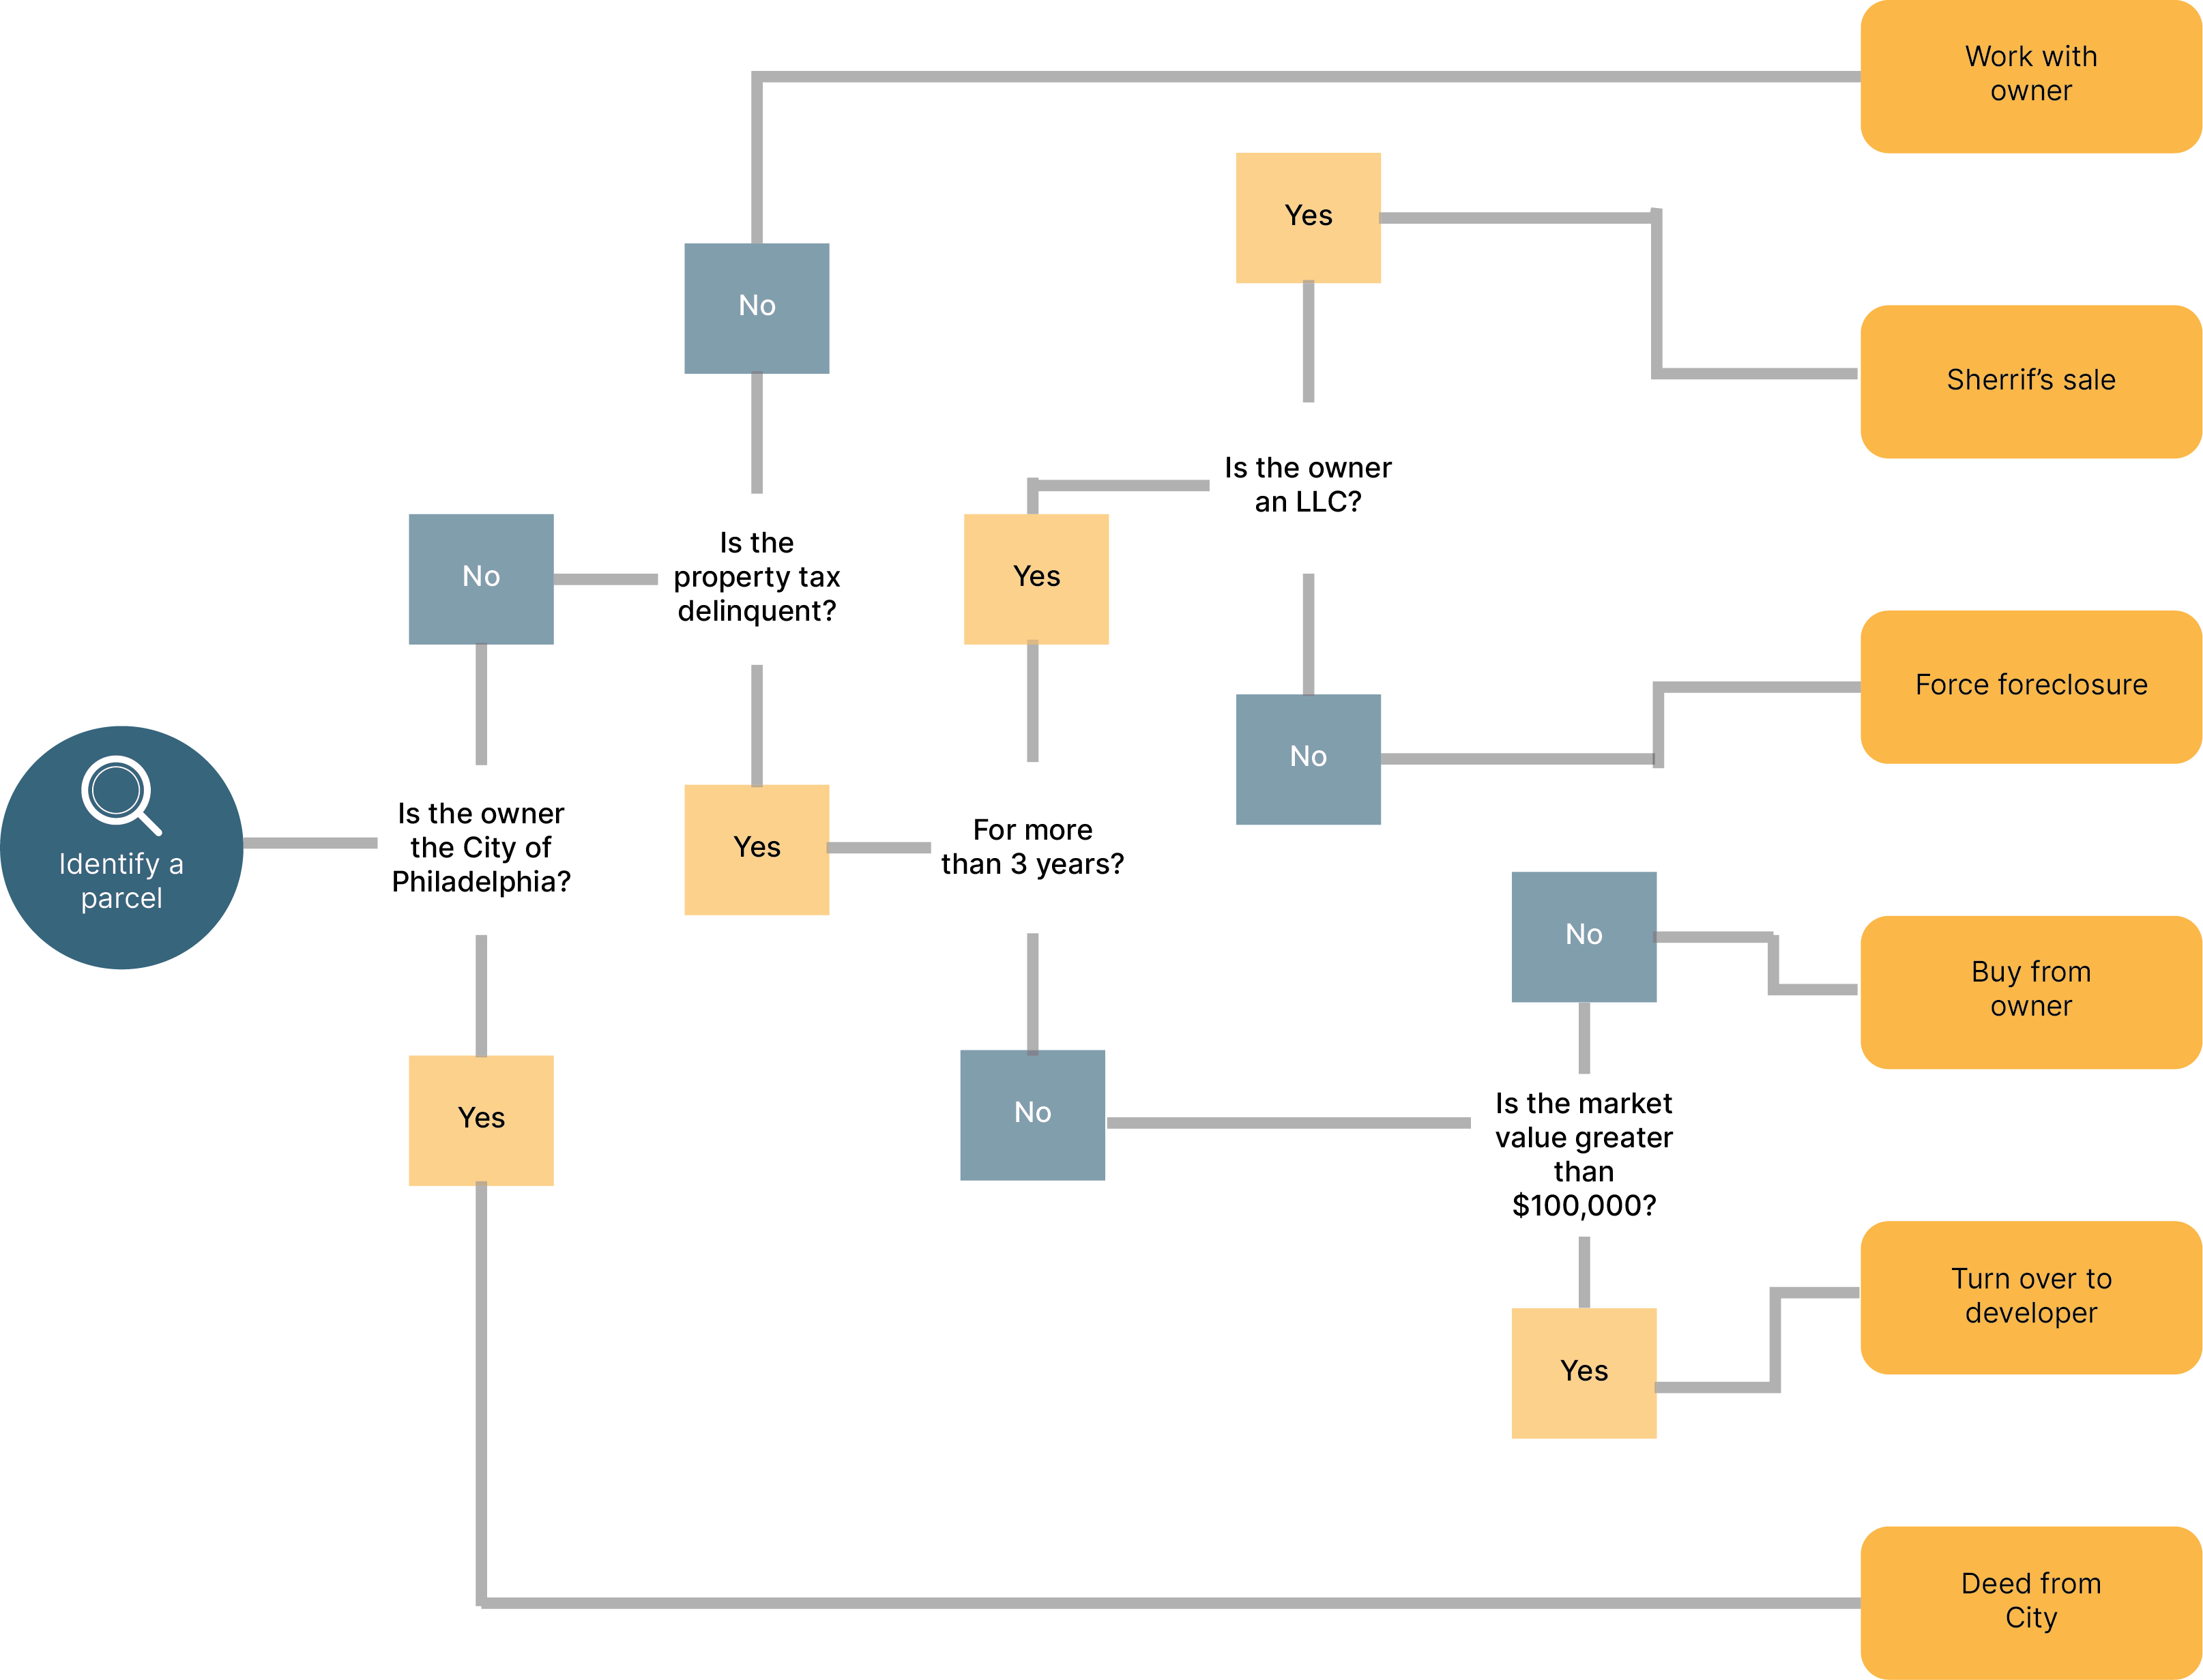 Identify a
parcel
Is the owner
the City of
Philadelphia?
No
Yes
Is the
property tax
delinquent?
No
Yes
For more
than 3 years?
Yes
No
Is the owner
an LLC?
Yes
No
Is the market
value greater
than
$100,000?
No
Yes
Work with
owner
Sherrif’s sale
Force foreclosure
Buy from
owner
Turn over to
developer
Deed from
City